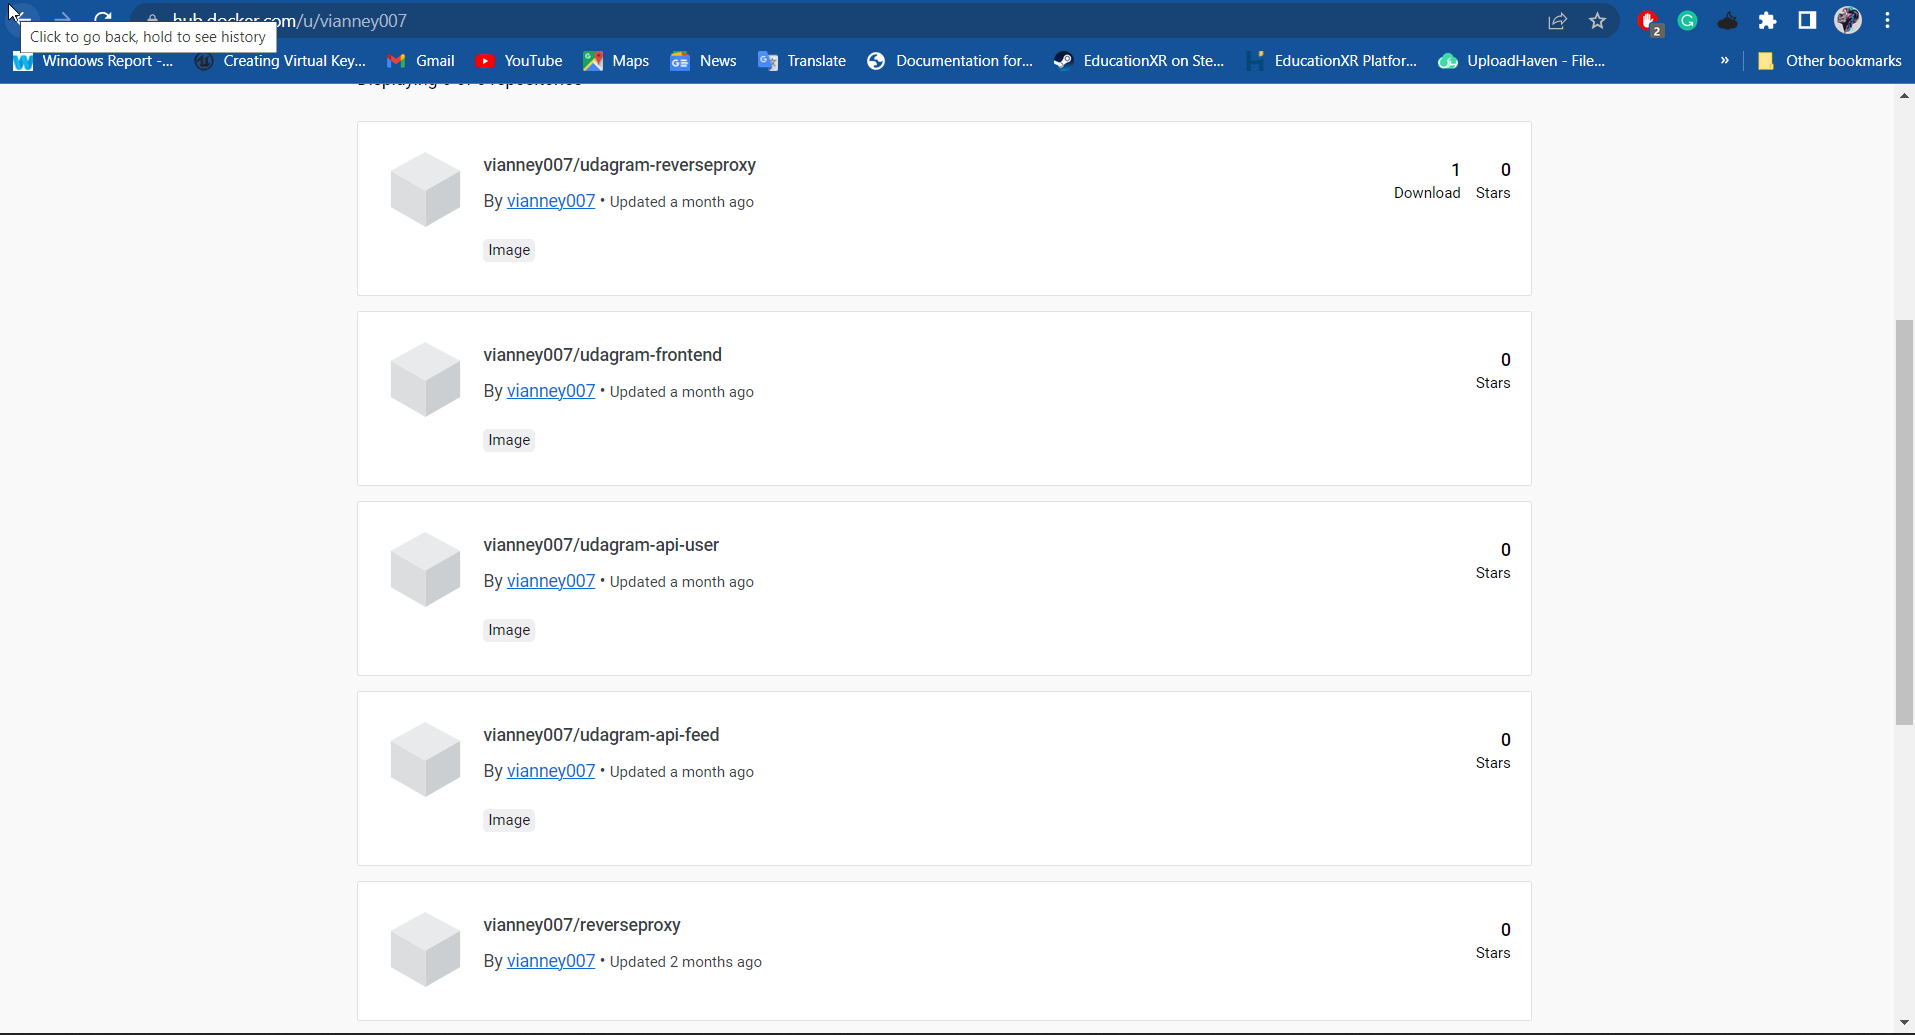 hub.docker.com/u/vianney007
Click to go back, hold to see history
2
Windows Report -... Creating Virtual Key... Gmail YouTube Maps News Translate Documentation for... EducationXR on Ste... EducationXR Platfor... UploadHaven - File... » Other bookmarks
vianney007/udagram-reverseproxy
1 0
By vianney007 • Updated a month ago
Download Stars
Image
vianney007/udagram-frontend
0
By vianney007 • Updated a month ago
Stars
Image
vianney007/udagram-api-user
0
By vianney007 • Updated a month ago
Stars
Image
vianney007/udagram-api-feed
0
By vianney007 • Updated a month ago
Stars
Image
vianney007/reverseproxy
0
By vianney007 • Updated 2 months ago
Stars